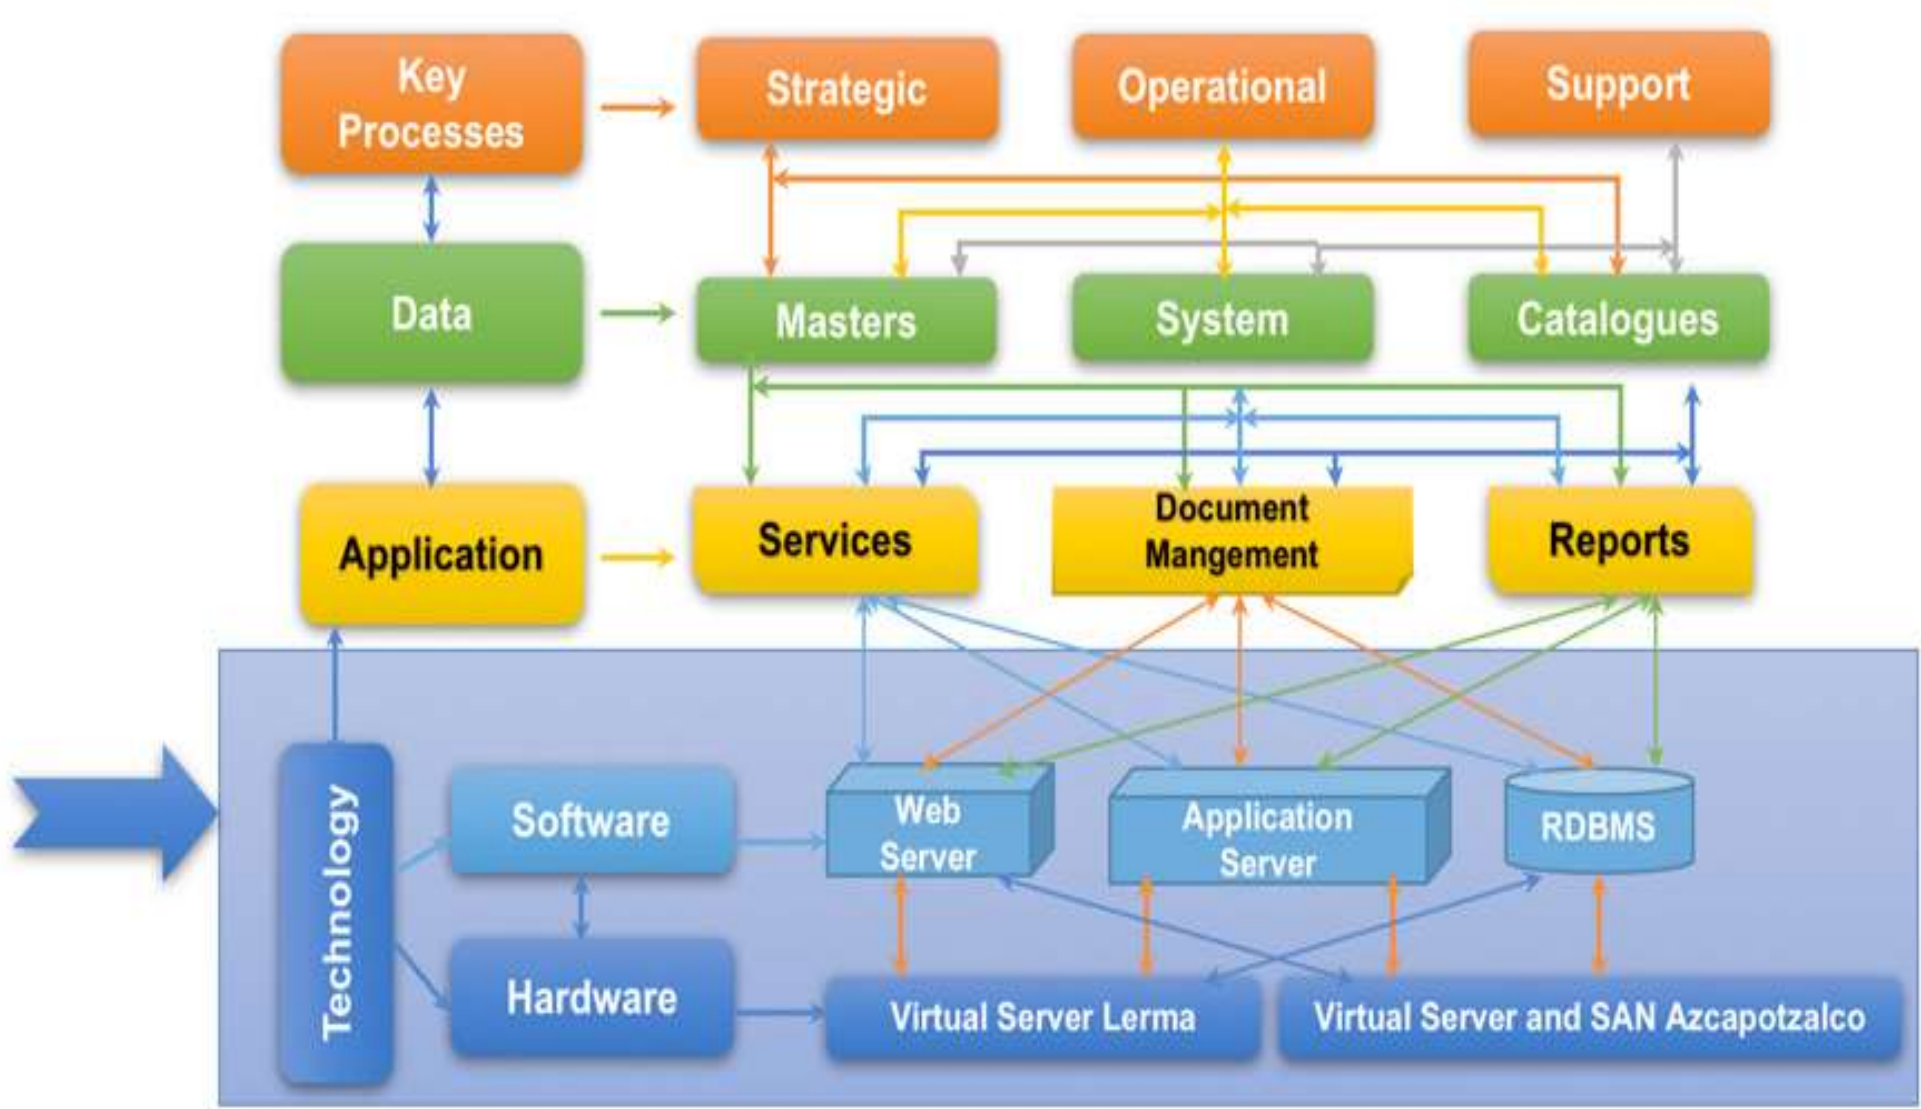 Key
Processes
Strategic
Operational
Support
Data
Masters
System
Catalogues
Application
Services
Document
Mangement
Reports
Technology
Software
Web
Server
Application
Server
RDBMS
Hardware
Virtual Server Lerma
Virtual Server and SAN Azcapotzalco